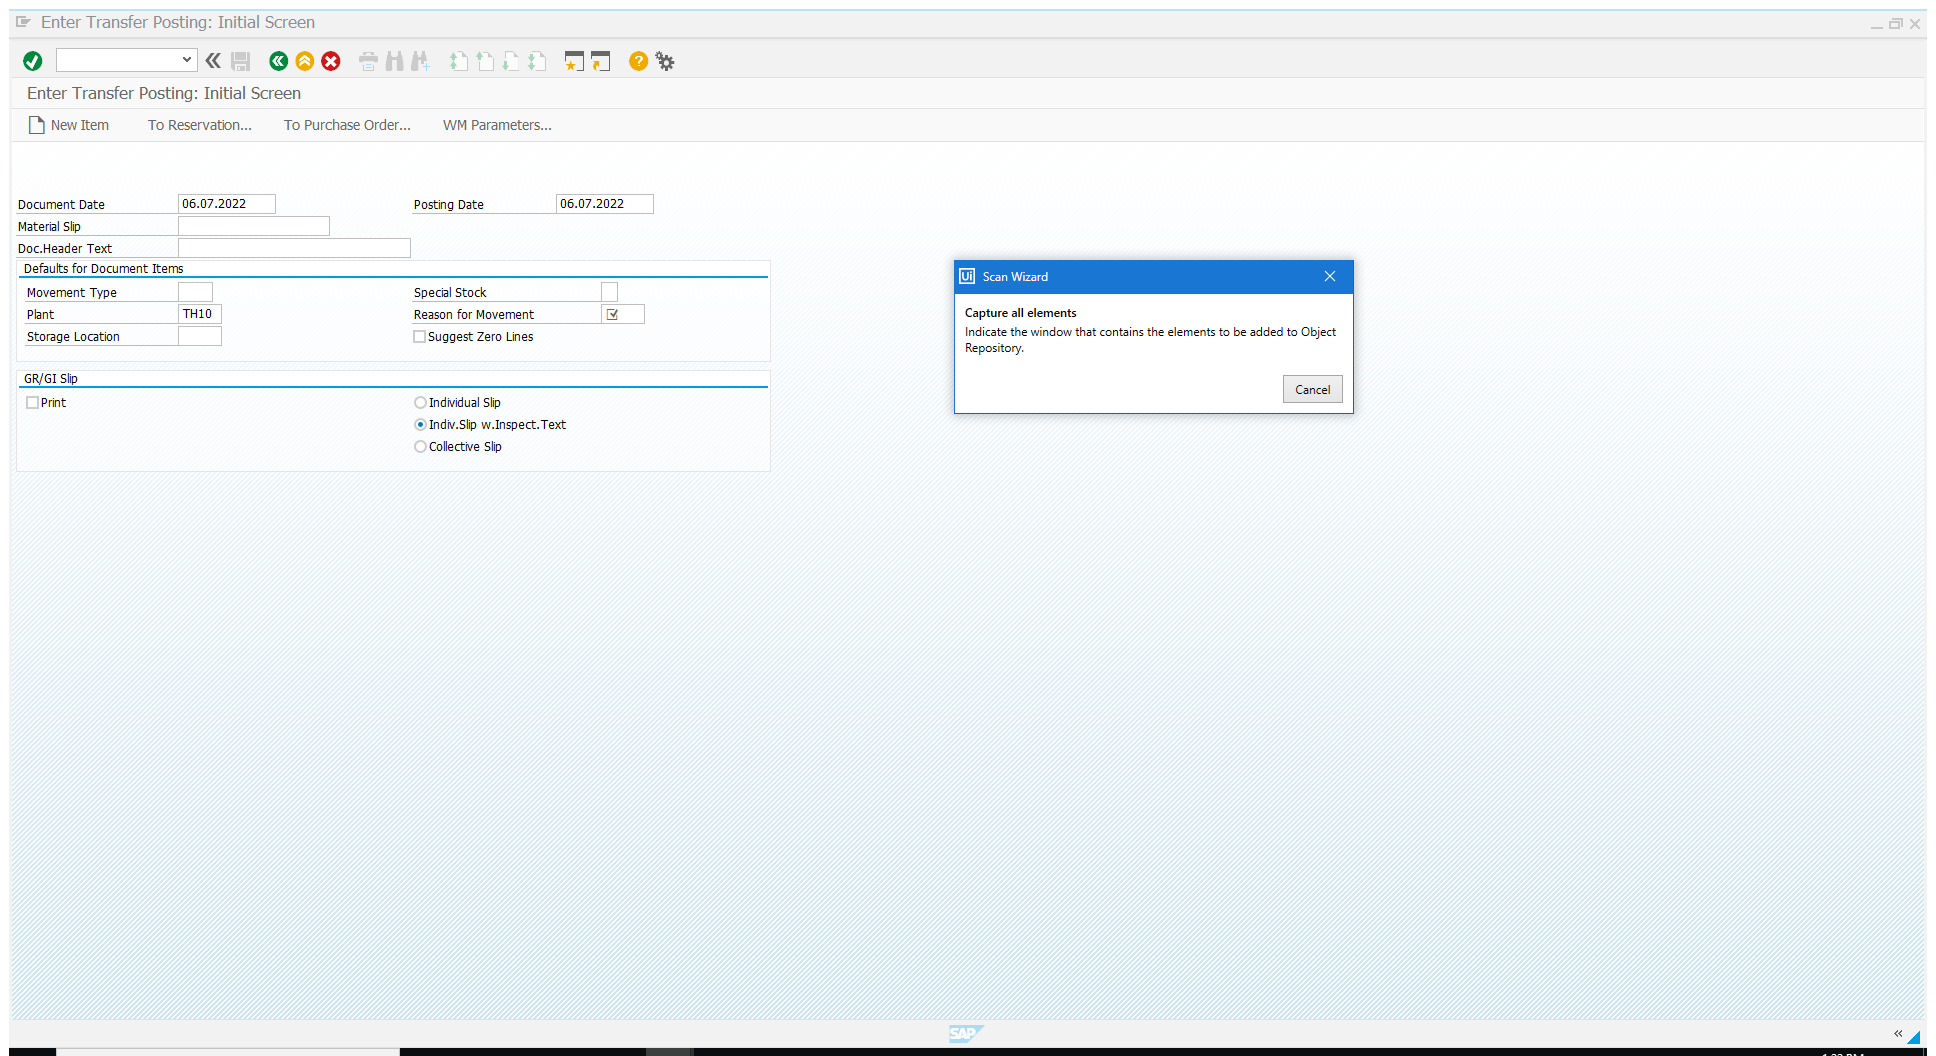 Enter Transfer Posting: Initial Screen
Enter Transfer Posting: Initial Screen
New Item To Reservation... To Purchase Order... WM Parameters...
Document Date 06.07.2022 Posting Date 06.07.2022
Material Slip
Doc.Header Text
Defaults for Document Items
Movement Type Special Stock
Plant TH10 Reason for Movement
Storage Location Suggest Zero Lines
GR/GI Slip
Print Individual Slip
Indiv.Slip w.Inspect.Text
Collective Slip
Ui Scan Wizard
Capture all elements
Indicate the window that contains the elements to be added to Object
Repository.
Cancel
SAP